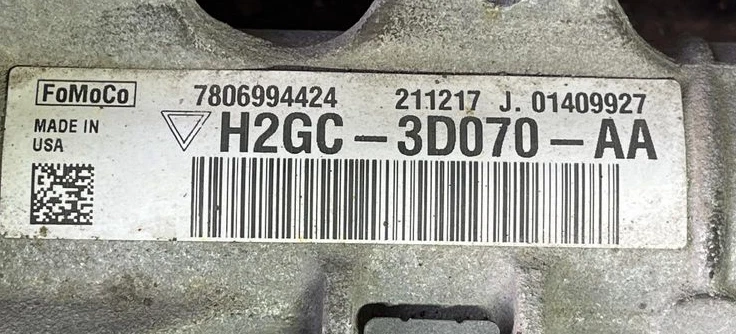 FoMoCo 7806994424 211217 J. 01409927
MADE IN
USA
H2GC-3D070-AA